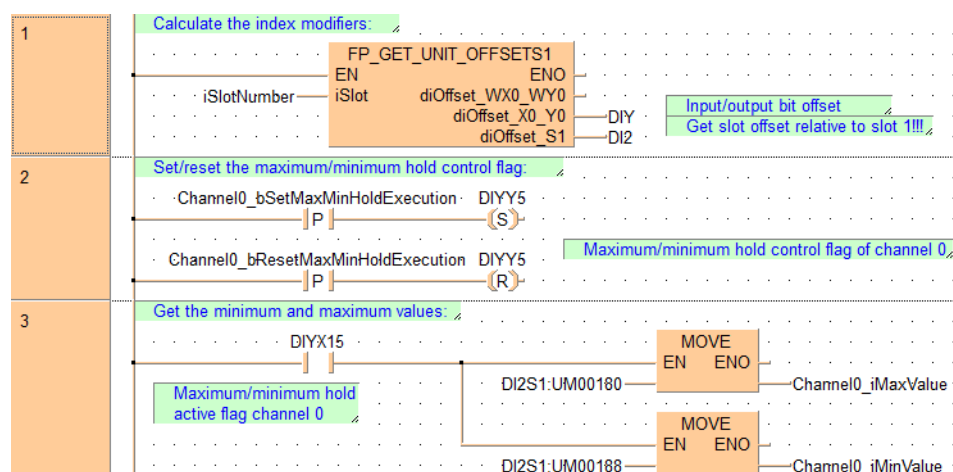 1
Calculate the index modifiers:
FP_GET_UNIT_OFFSETS1
EN ENO
iSlotNumber iSlot diOffset_WX0_WY0
diOffset_X0_Y0 DIY
diOffset_S1 DI2
Input/output bit offset
Get slot offset relative to slot 1!!!
2
Set/reset the maximum/minimum hold control flag:
Channel0_bSetMaxMinHoldExecution DIYY5
P S
Channel0_bResetMaxMinHoldExecution DIYY5
P R
Maximum/minimum hold control flag of channel 0
3
Get the minimum and maximum values:
DIYX15
MOVE
EN ENO
DI2S1:UM00180 Channel0_iMaxValue
Maximum/minimum hold
active flag channel 0
MOVE
EN ENO
DI2S1:UM00188 Channel0_iMinValue